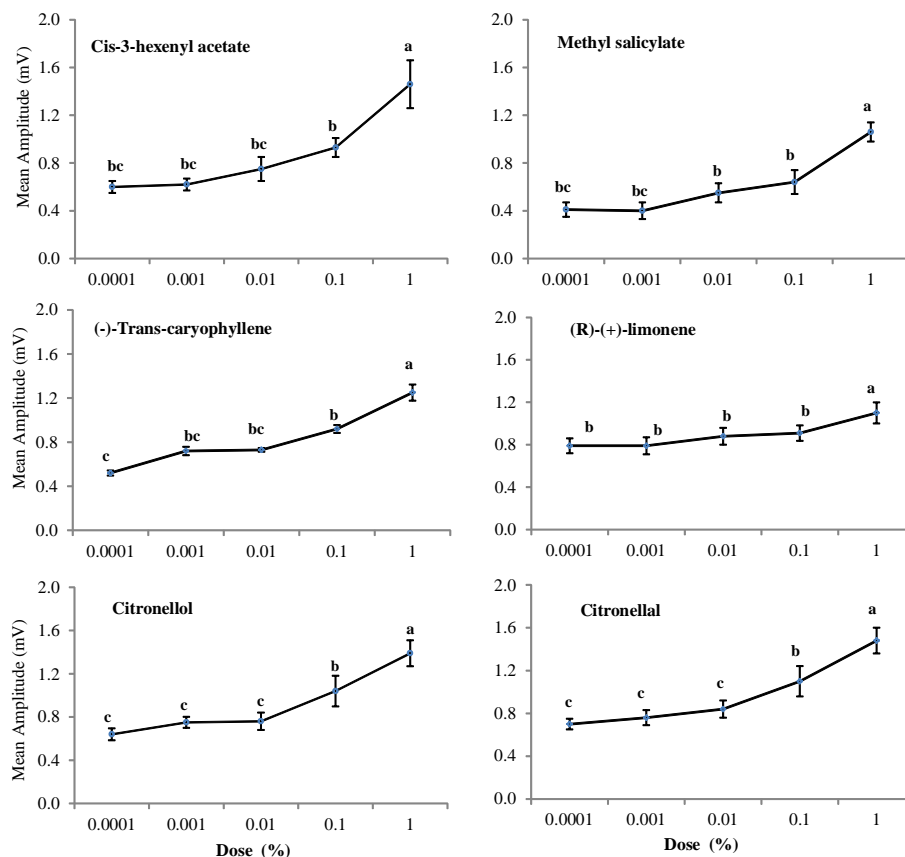 Cis-3-hexenyl acetate
Mean Amplitude (mV)
2.0
1.6
1.2
0.8
0.4
0.0
bc
bc
bc
b
a
0.0001 0.001 0.01 0.1 1
Methyl salicylate
2.0
1.6
1.2
0.8
0.4
0.0
bc
bc
b
b
a
0.0001 0.001 0.01 0.1 1
(-)-Trans-caryophyllene
Mean Amplitude (mV)
2.0
1.6
1.2
0.8
0.4
0.0
c
bc
bc
b
a
0.0001 0.001 0.01 0.1 1
(R)-(+)-limonene
2.0
1.6
1.2
0.8
0.4
0.0
b
b
b
b
a
0.0001 0.001 0.01 0.1 1
Citronellol
Mean Amplitude (mV)
2.0
1.6
1.2
0.8
0.4
0.0
c
c
c
b
a
0.0001 0.001 0.01 0.1 1
Dose (%)
Citronellal
2.0
1.6
1.2
0.8
0.4
0.0
c
c
c
b
a
0.0001 0.001 0.01 0.1 1
Dose (%)